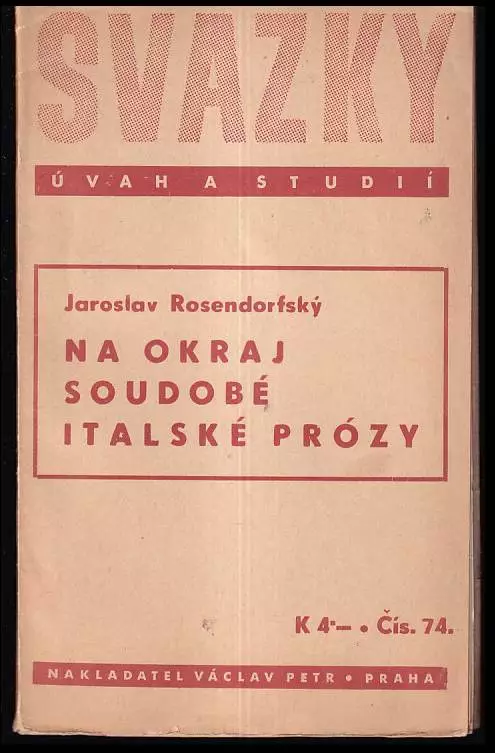 SVAZKY
ÚVAH A STUDIÍ
Jaroslav Rosendorfský
NA OKRAJ
SOUDOBÉ
ITALSKÉ PRÓZY
K 4·— • Čís. 74.
NAKLADATEL VÁCLAV PETR • PRAHA